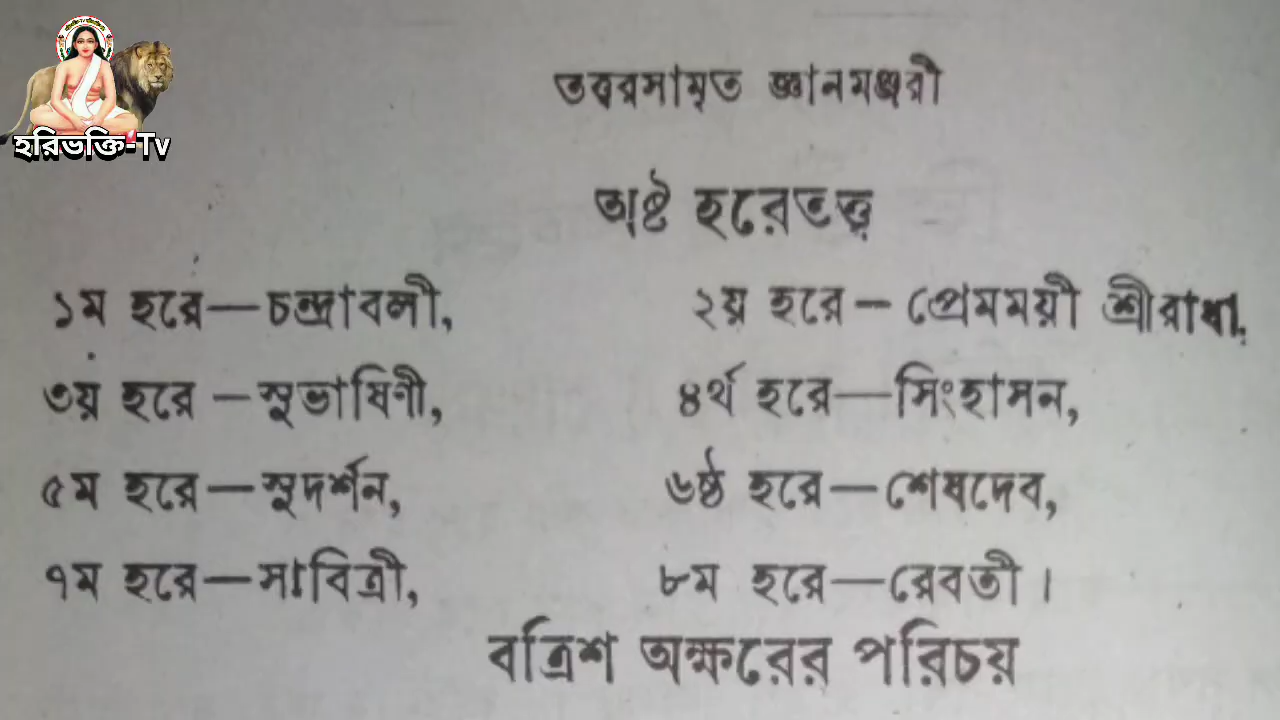 হরিভক্তি-Tv
তত্ত্বরসামৃত জ্ঞানমঞ্জরী
অষ্ট হরেতত্ত্ব
১ম হরে—চন্দ্রাবলী, ২য় হরে – প্রেমময়ী শ্রীরাধা,
৩য় হরে —সুভাষিণী, ৪র্থ হরে—সিংহাসন,
৫ম হরে—সুদর্শন, ৬ষ্ঠ হরে—শেষদেব,
৭ম হরে—সাবিত্রী, ৮ম হরে—রেবতী।
বত্রিশ অক্ষরের পরিচয়